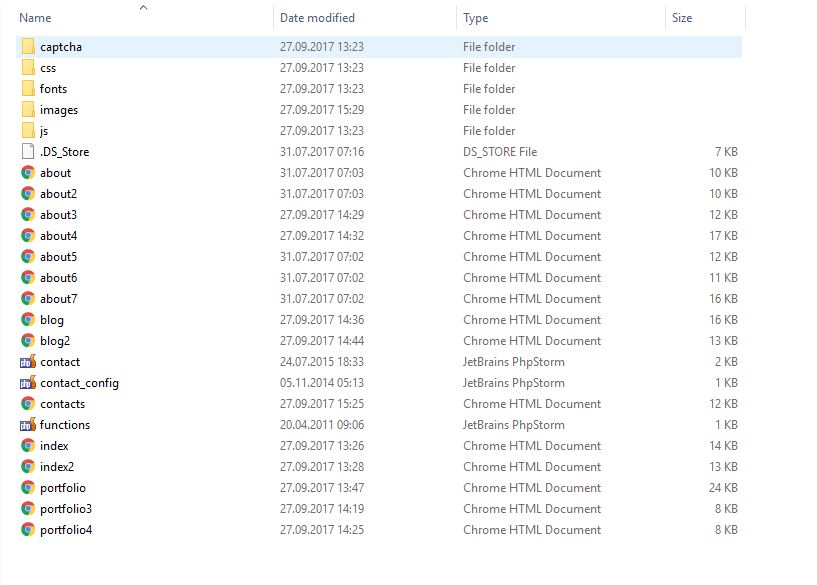 Name Date modified Type Size
captcha 27.09.2017 13:23 File folder
css 27.09.2017 13:23 File folder
fonts 27.09.2017 13:23 File folder
images 27.09.2017 15:29 File folder
js 27.09.2017 13:23 File folder
.DS_Store 31.07.2017 07:16 DS_STORE File 7 KB
about 31.07.2017 07:03 Chrome HTML Document 10 KB
about2 31.07.2017 07:03 Chrome HTML Document 10 KB
about3 27.09.2017 14:29 Chrome HTML Document 12 KB
about4 27.09.2017 14:32 Chrome HTML Document 17 KB
about5 31.07.2017 07:02 Chrome HTML Document 12 KB
about6 31.07.2017 07:02 Chrome HTML Document 11 KB
about7 31.07.2017 07:02 Chrome HTML Document 16 KB
blog 27.09.2017 14:36 Chrome HTML Document 16 KB
blog2 27.09.2017 14:44 Chrome HTML Document 13 KB
php contact 24.07.2015 18:33 JetBrains PhpStorm 2 KB
php contact_config 05.11.2014 05:13 JetBrains PhpStorm 1 KB
contacts 27.09.2017 15:25 Chrome HTML Document 12 KB
php functions 20.04.2011 09:06 JetBrains PhpStorm 1 KB
index 27.09.2017 13:26 Chrome HTML Document 14 KB
index2 27.09.2017 13:28 Chrome HTML Document 13 KB
portfolio 27.09.2017 13:47 Chrome HTML Document 24 KB
portfolio3 27.09.2017 14:19 Chrome HTML Document 8 KB
portfolio4 27.09.2017 14:25 Chrome HTML Document 8 KB